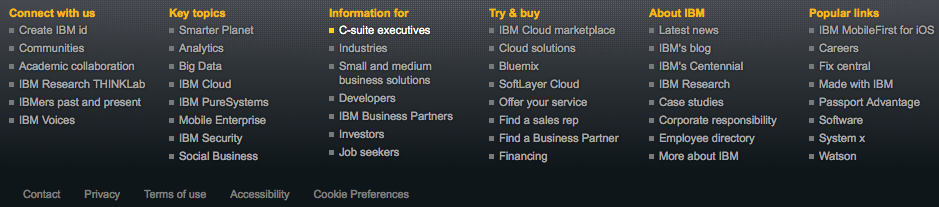 Connect with us
Create IBM id
Communities
Academic collaboration
IBM Research THINKLab
IBMers past and present
IBM Voices
Key topics
Smarter Planet
Analytics
Big Data
IBM Cloud
IBM PureSystems
Mobile Enterprise
IBM Security
Social Business
Information for
C-suite executives
Industries
Small and medium
business solutions
Developers
IBM Business Partners
Investors
Job seekers
Try & buy
IBM Cloud marketplace
Cloud solutions
Bluemix
SoftLayer Cloud
Offer your service
Find a sales rep
Find a Business Partner
Financing
About IBM
Latest news
IBM's blog
IBM's Centennial
IBM Research
Case studies
Corporate responsibility
Employee directory
More about IBM
Popular links
IBM MobileFirst for iOS
Careers
Fix central
Made with IBM
Passport Advantage
Software
System x
Watson
Contact Privacy Terms of use Accessibility Cookie Preferences